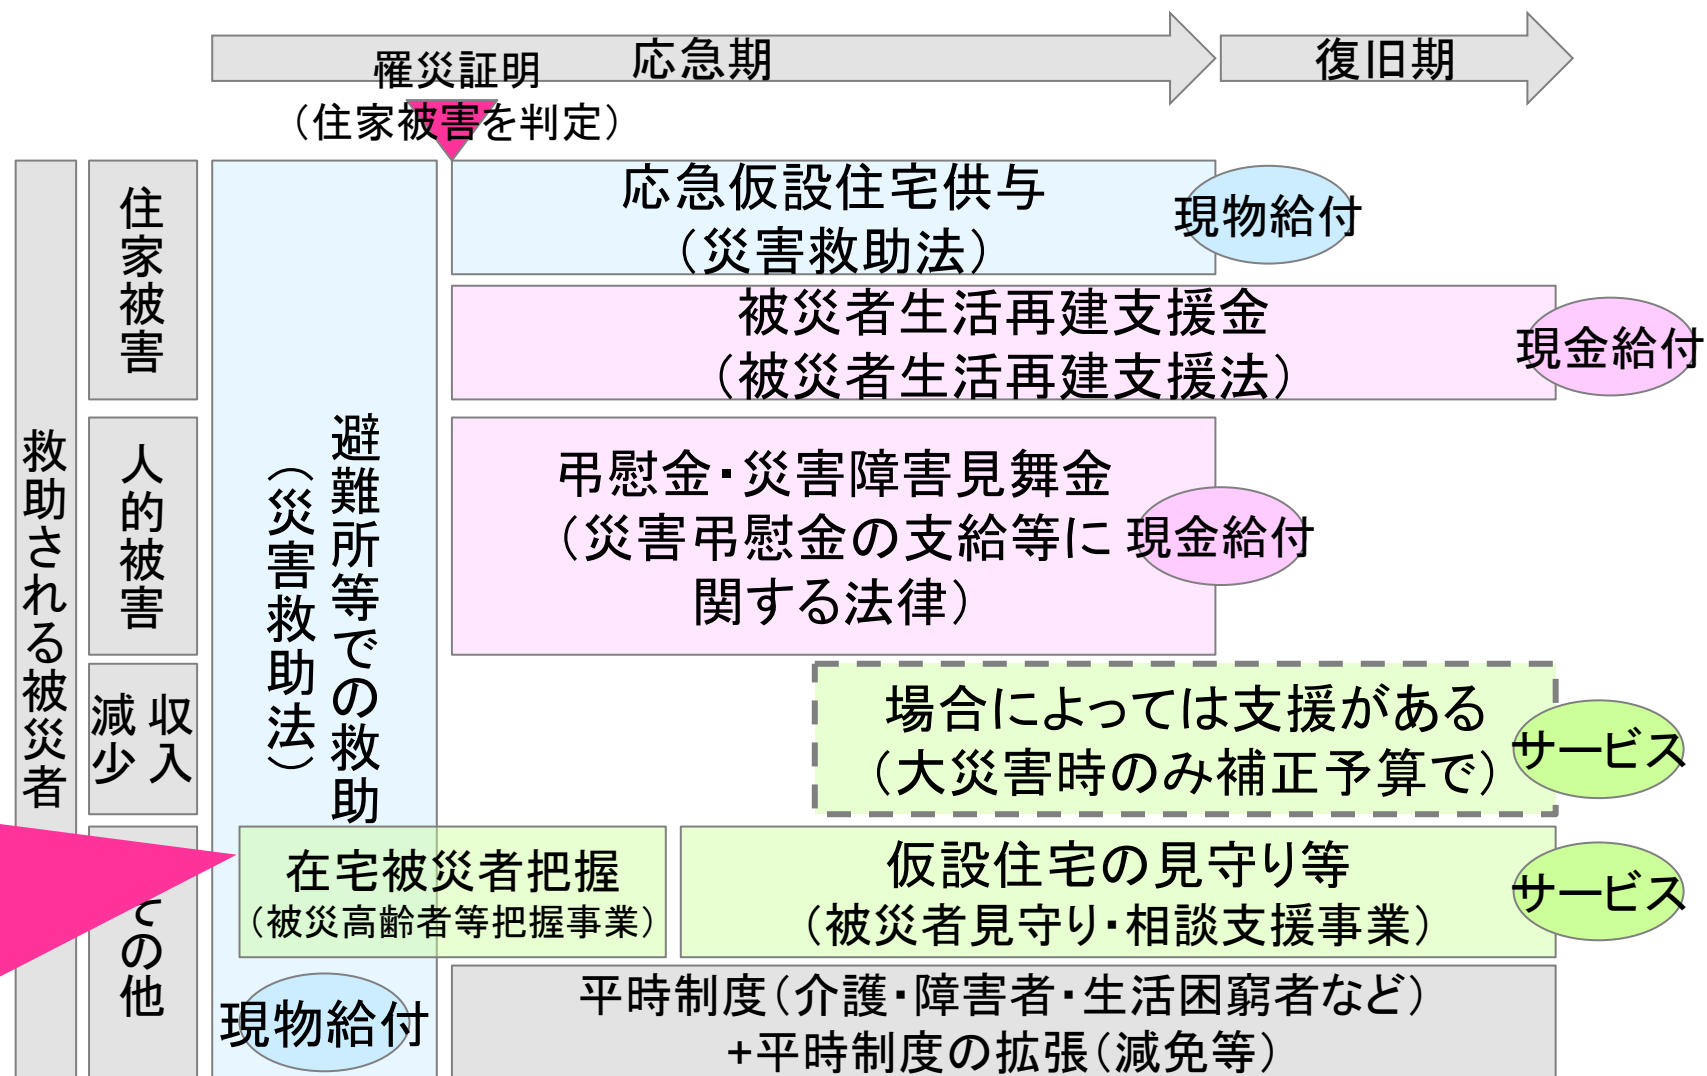 応急期
復旧期
罹災証明
（住家被害を判定）
救助される被災者
住家被害
人的被害
収入
減少
その他
避難所等での救助
（災害救助法）
現物給付
応急仮設住宅供与
（災害救助法）
現物給付
被災者生活再建支援金
（被災者生活再建支援法）
現金給付
弔慰金・災害障害見舞金
（災害弔慰金の支給等に
関する法律）
現金給付
場合によっては支援がある
（大災害時のみ補正予算で）
サービス
在宅被災者把握
（被災高齢者等把握事業）
仮設住宅の見守り等
（被災者見守り・相談支援事業）
サービス
平時制度（介護・障害者・生活困窮者など）
+平時制度の拡張（減免等）